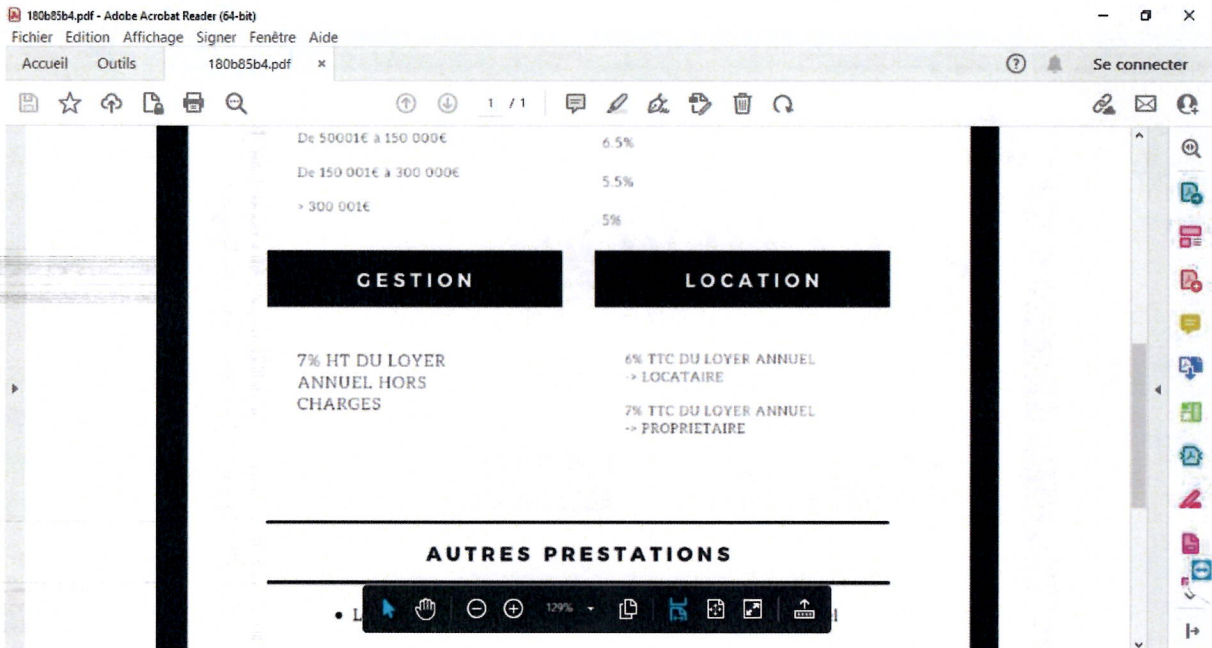 180b85b4.pdf - Adobe Acrobat Reader (64-bit)
Fichier Edition Affichage Signer Fenêtre Aide
Accueil Outils 180b85b4.pdf × Se connecter
1 / 1
De 50001€ à 150 000€ 6.5%
De 150 001€ à 300 000€ 5.5%
> 300 001€ 5%
GESTION LOCATION
7% HT DU LOYER
ANNUEL HORS
CHARGES
6% TTC DU LOYER ANNUEL
-> LOCATAIRE
7% TTC DU LOYER ANNUEL
-> PROPRIETAIRE
AUTRES PRESTATIONS
129%